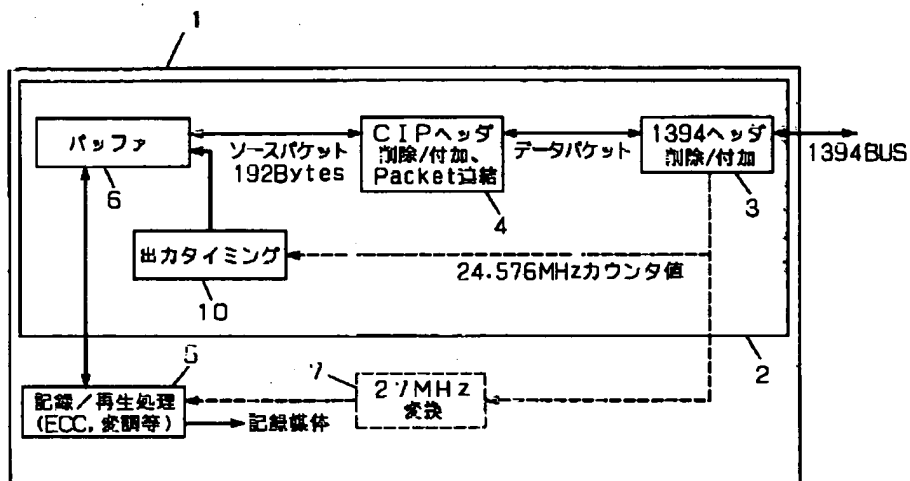 1
バッファ
6
ソースパケット
192Bytes
CIPヘッダ
削除/付加、
Packet連結
4
データパケット
1394ヘッダ
削除/付加
3
1394BUS
出力タイミング
10
24.576MHzカウンタ値
2
5
記録/再生処理
(ECC,変調等)
記録媒体
7
27MHz
変換